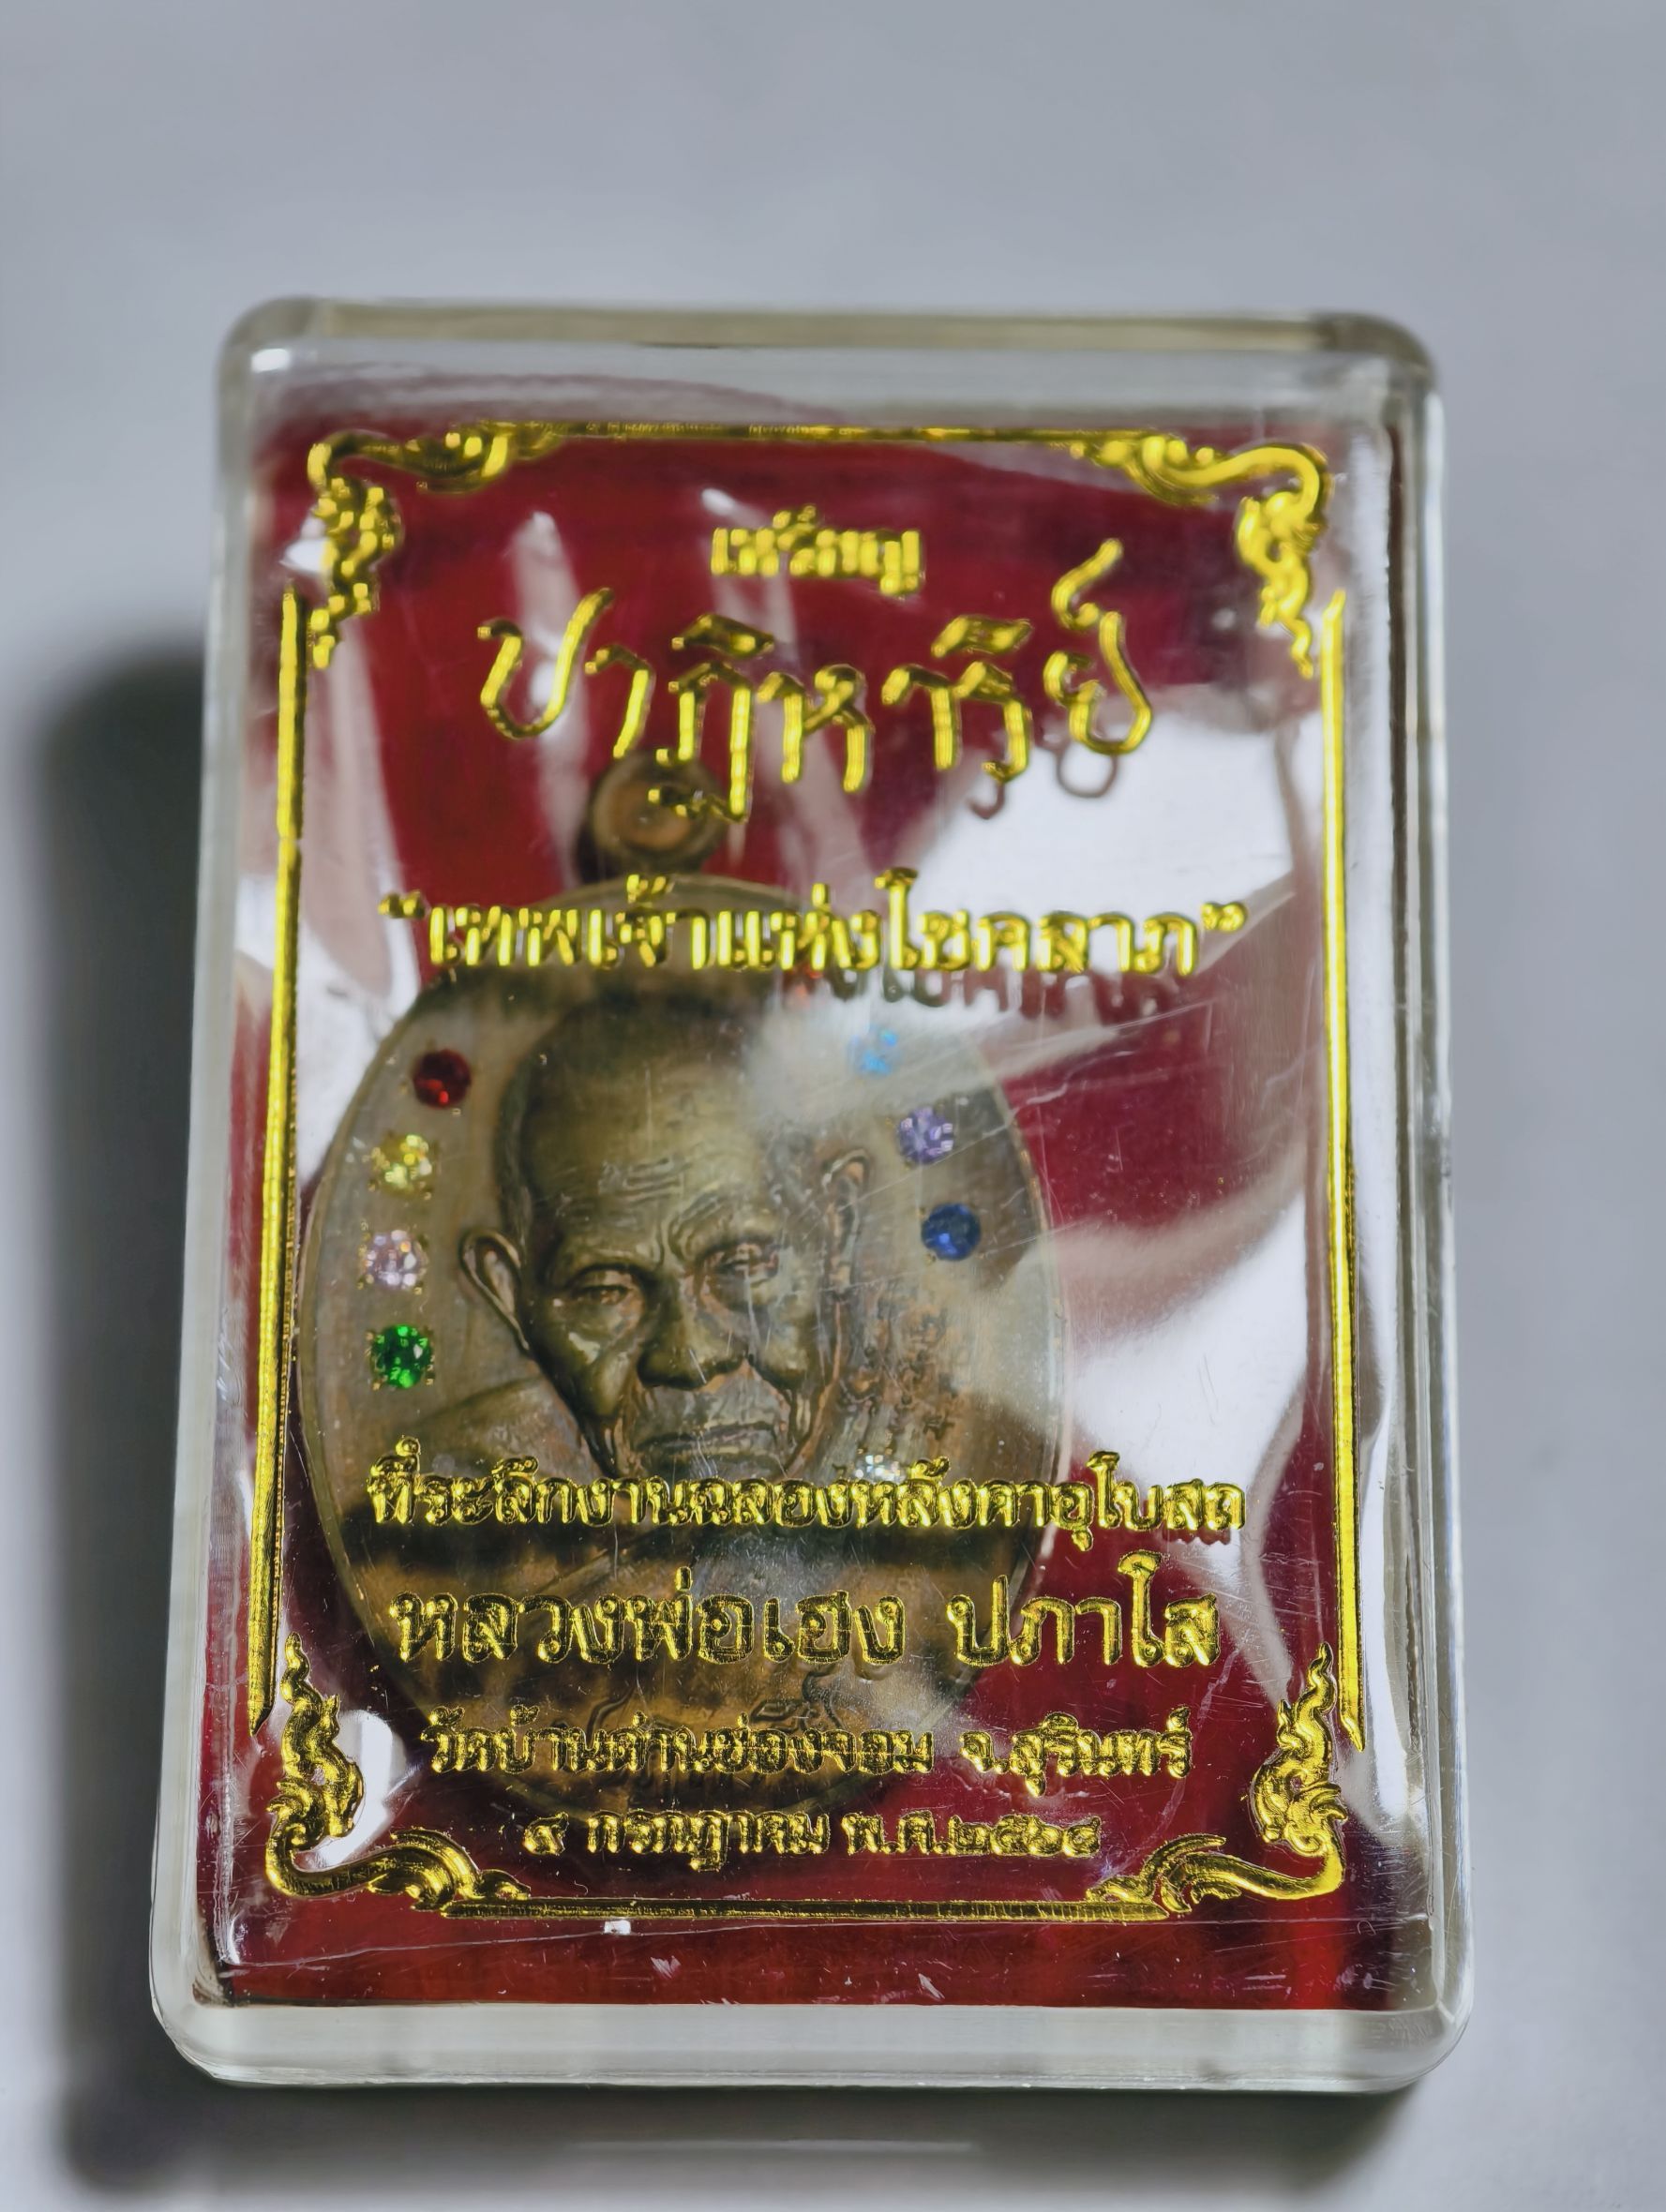 เหรียญ
ปาฏิหาริย์
“เทพเจ้าแห่งโชคลาภ”
ที่ระลึกงานฉลองหลังคาอุโบสถ
หลวงพ่อเฮง ปภาโส
วัดบ้านด่านช่องจอม จ.สุรินทร์
๙ กรกฎาคม พ.ศ.๒๕๖๔